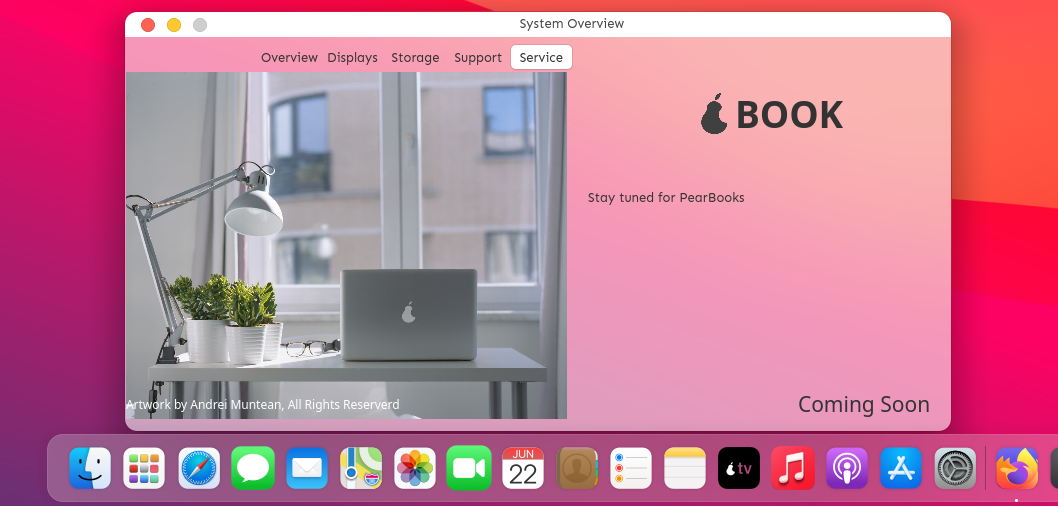 System Overview
Overview Displays Storage Support Service
BOOK
Stay tuned for PearBooks
Artwork by Andrei Muntean, All Rights Reserverd
Coming Soon
JUN
22
tv